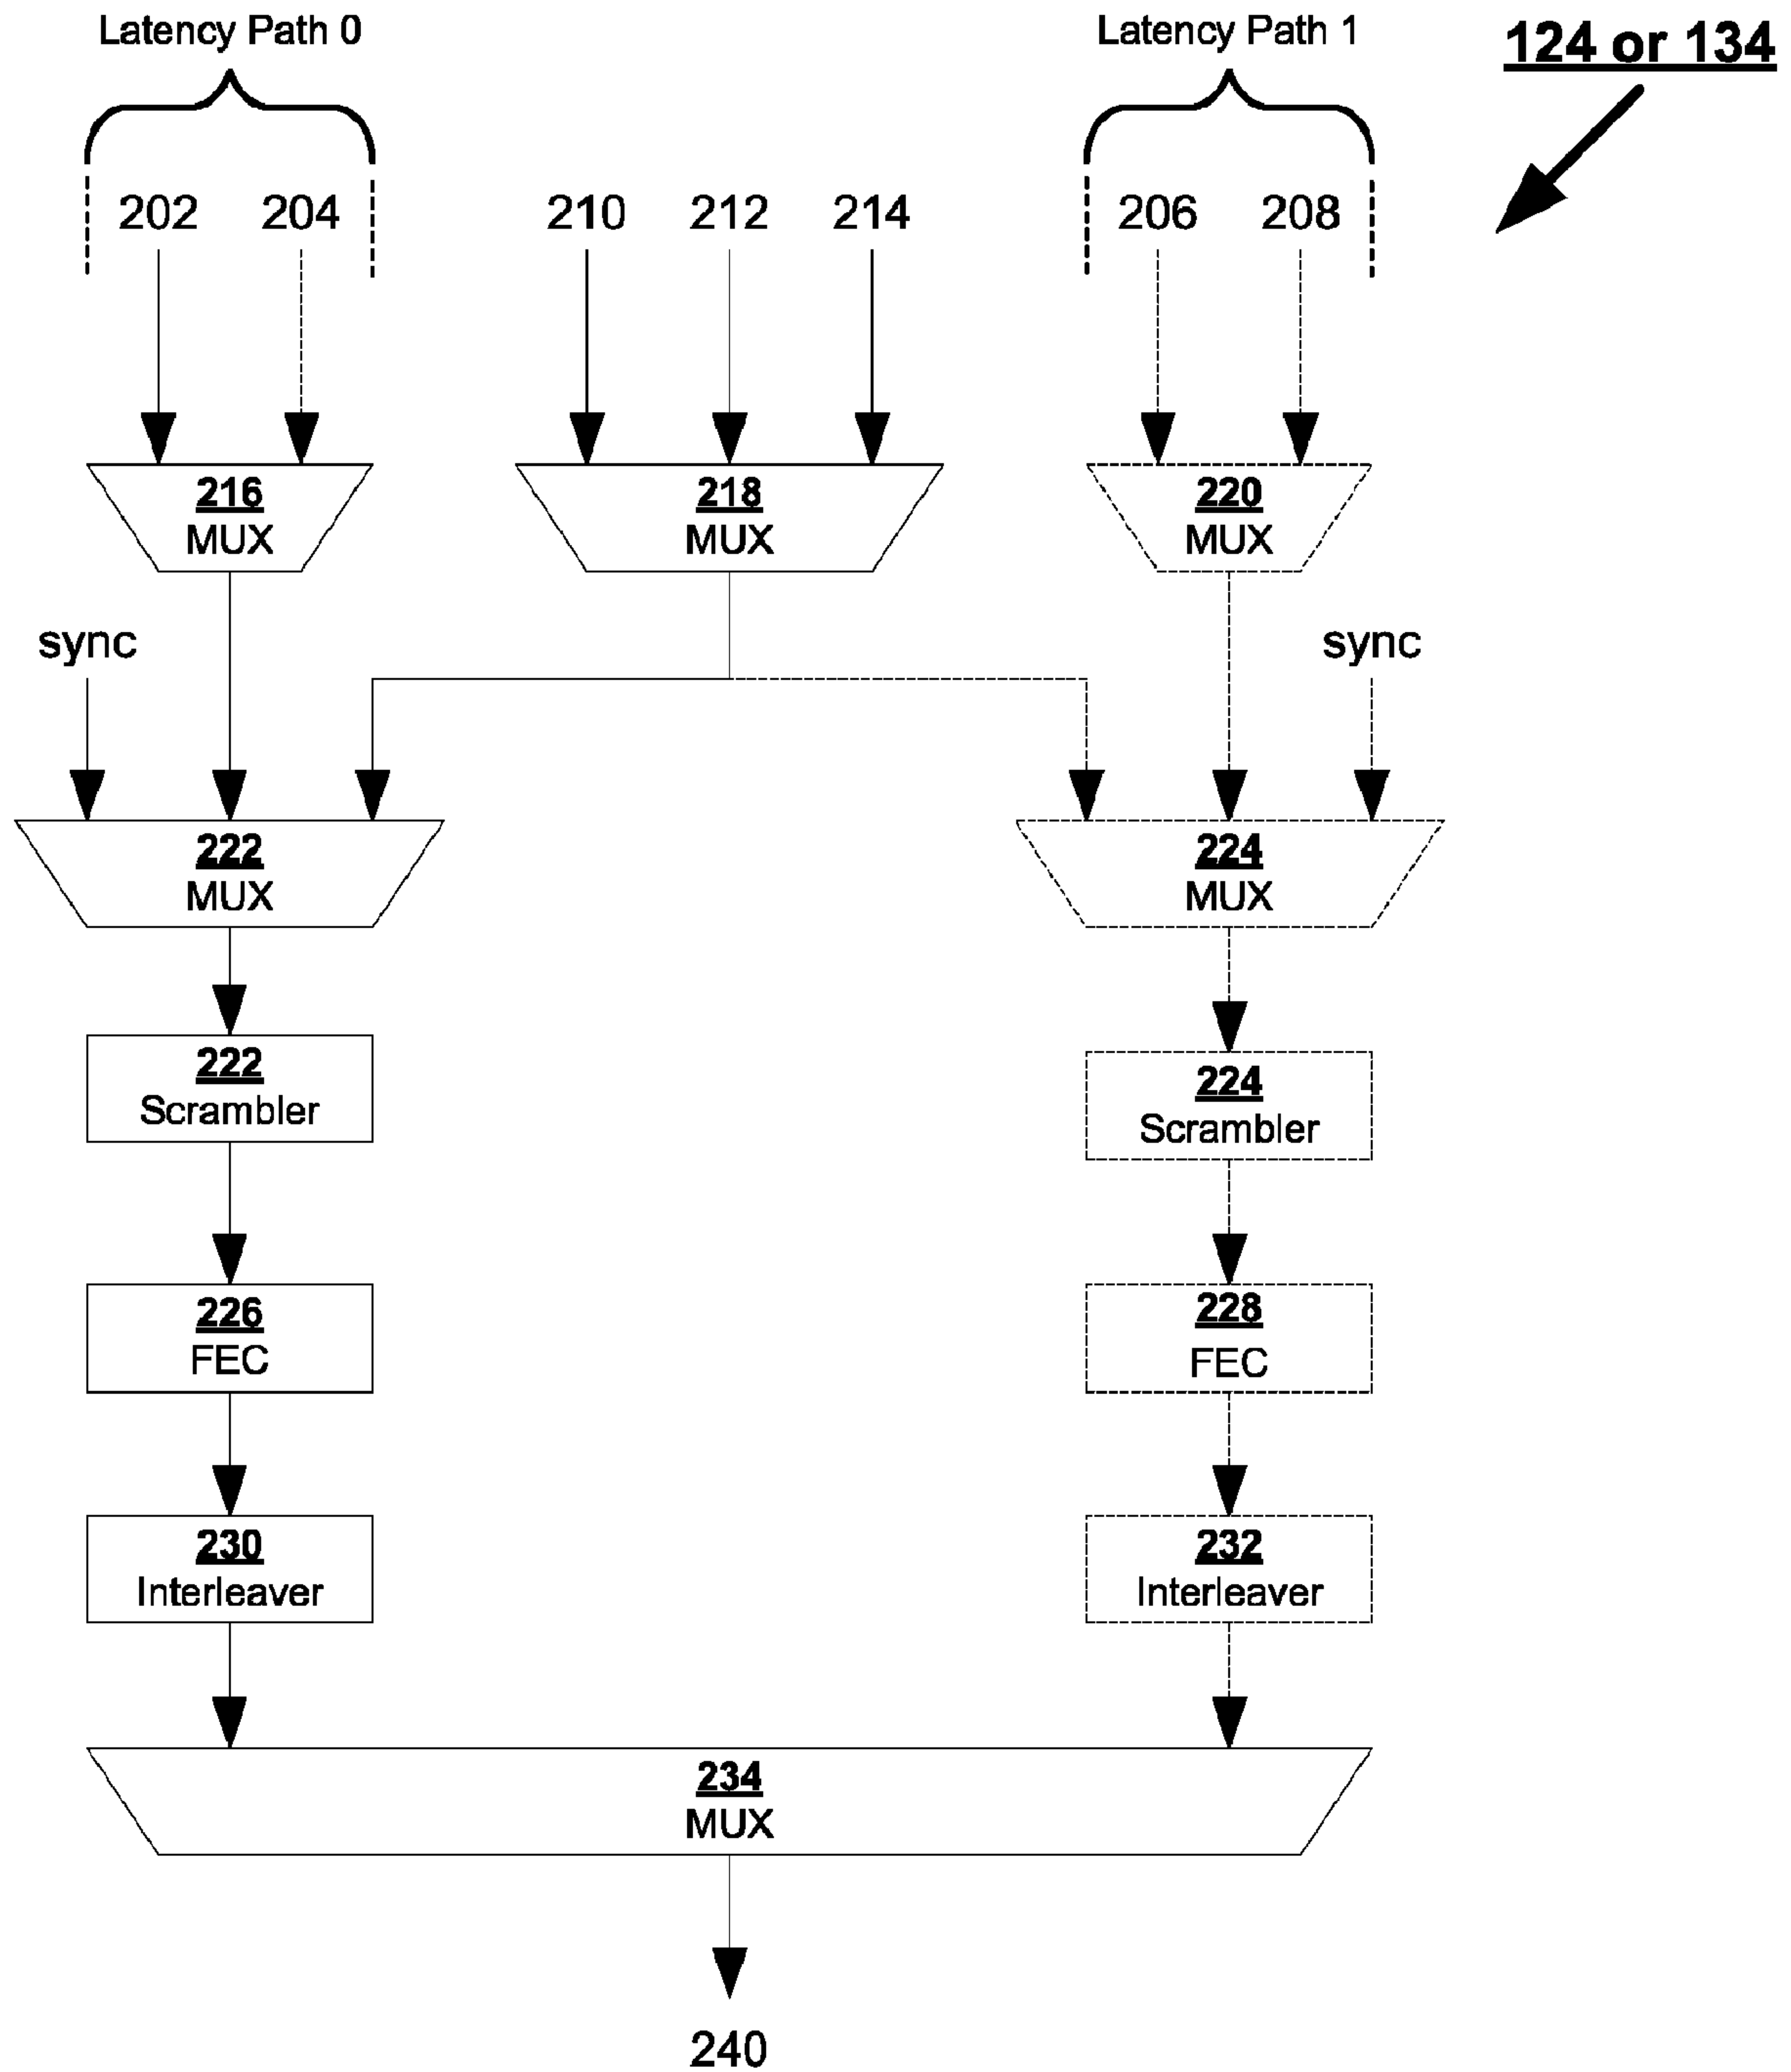 Latency Path 0
Latency Path 1
124 or 134
202
204
210
212
214
206
208
216
MUX
218
MUX
220
MUX
sync
sync
222
MUX
224
MUX
222
Scrambler
224
Scrambler
226
FEC
228
FEC
230
Interleaver
232
Interleaver
234
MUX
240